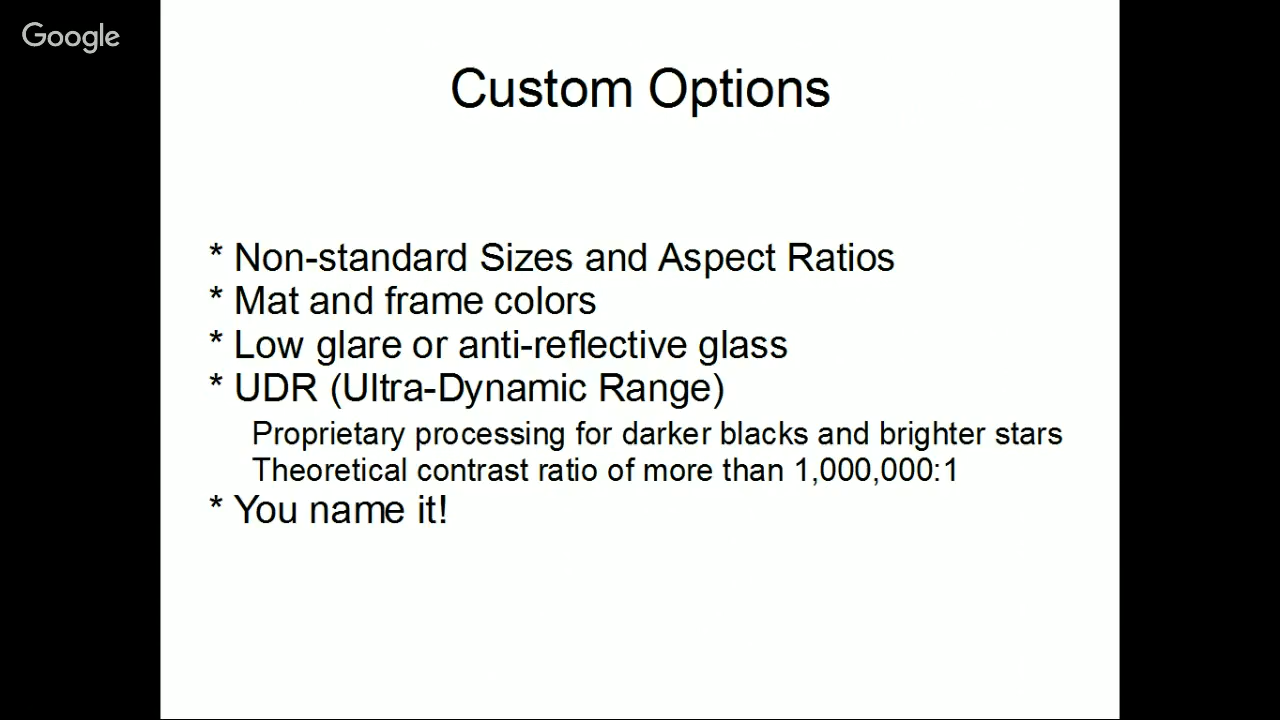 Google
Custom Options
* Non-standard Sizes and Aspect Ratios
* Mat and frame colors
* Low glare or anti-reflective glass
* UDR (Ultra-Dynamic Range)
Proprietary processing for darker blacks and brighter stars
Theoretical contrast ratio of more than 1,000,000:1
* You name it!